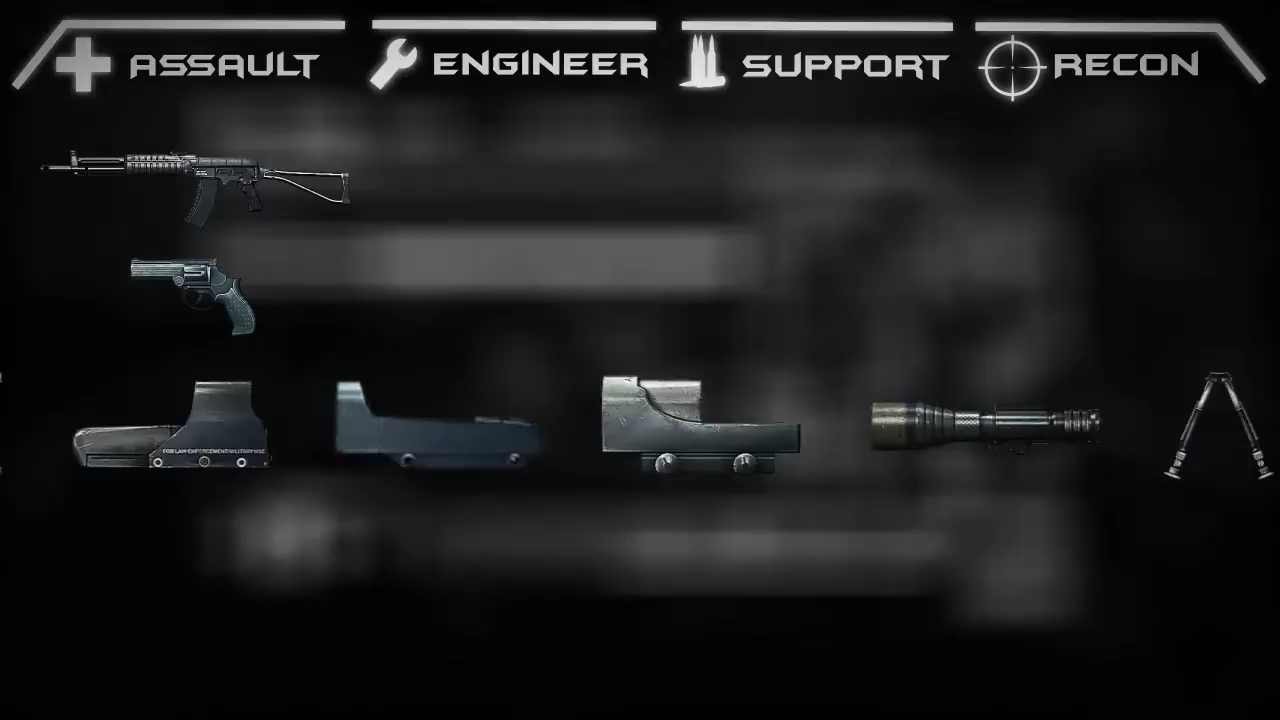 ASSAULT
ENGINEER
SUPPORT
RECON
FOR LAW ENFORCEMENT/MILITARY USE